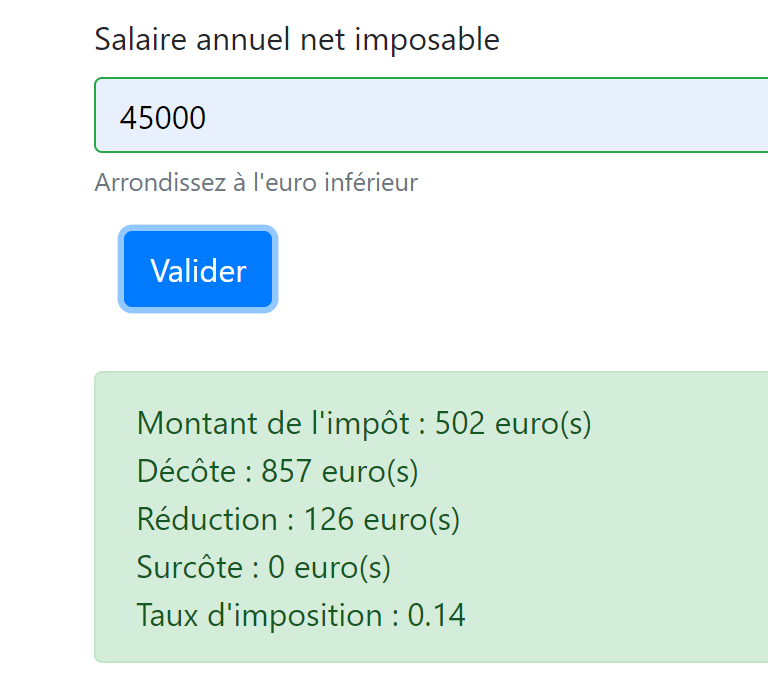 Salaire annuel net imposable
45000
Arrondissez à l'euro inférieur
Valider
Montant de l'impôt : 502 euro(s)
Décôte : 857 euro(s)
Réduction : 126 euro(s)
Surcôte : 0 euro(s)
Taux d'imposition : 0.14